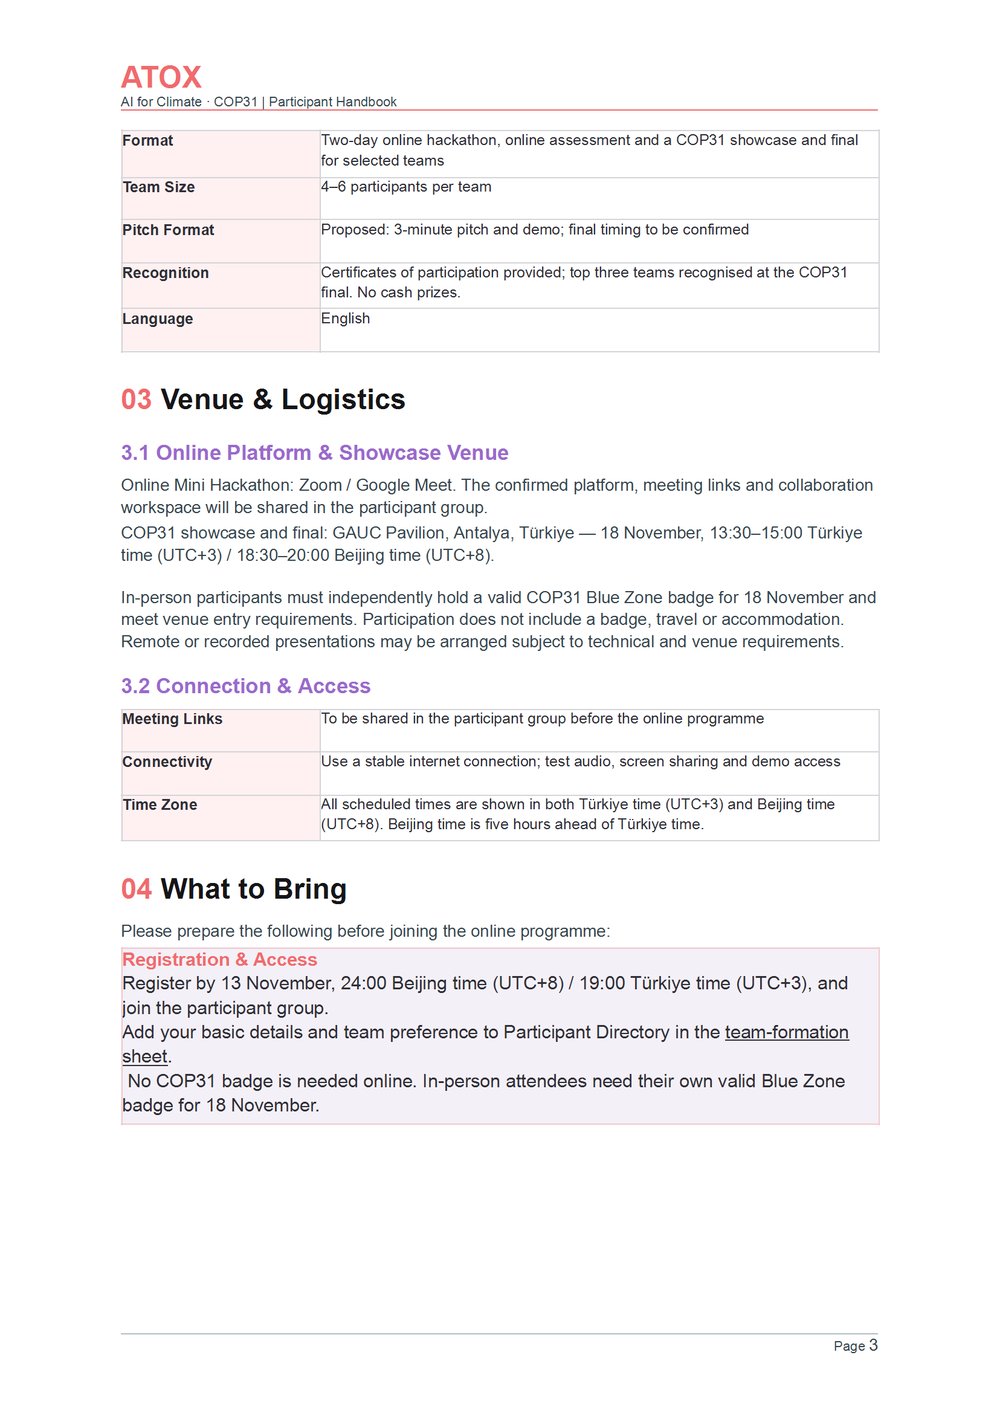 ATOX
AI for Climate · COP31 | Participant Handbook
Format
Two-day online hackathon, online assessment and a COP31 showcase and final
for selected teams
Team Size
4–6 participants per team
Pitch Format
Proposed: 3-minute pitch and demo; final timing to be confirmed
Recognition
Certificates of participation provided; top three teams recognised at the COP31
final. No cash prizes.
Language
English
03 Venue & Logistics
3.1 Online Platform & Showcase Venue
Online Mini Hackathon: Zoom / Google Meet. The confirmed platform, meeting links and collaboration
workspace will be shared in the participant group.
COP31 showcase and final: GAUC Pavilion, Antalya, Türkiye — 18 November, 13:30–15:00 Türkiye
time (UTC+3) / 18:30–20:00 Beijing time (UTC+8).
In-person participants must independently hold a valid COP31 Blue Zone badge for 18 November and
meet venue entry requirements. Participation does not include a badge, travel or accommodation.
Remote or recorded presentations may be arranged subject to technical and venue requirements.
3.2 Connection & Access
Meeting Links
To be shared in the participant group before the online programme
Connectivity
Use a stable internet connection; test audio, screen sharing and demo access
Time Zone
All scheduled times are shown in both Türkiye time (UTC+3) and Beijing time
(UTC+8). Beijing time is five hours ahead of Türkiye time.
04 What to Bring
Please prepare the following before joining the online programme:
Registration & Access
Register by 13 November, 24:00 Beijing time (UTC+8) / 19:00 Türkiye time (UTC+3), and
join the participant group.
Add your basic details and team preference to Participant Directory in the team-formation
sheet.
No COP31 badge is needed online. In-person attendees need their own valid Blue Zone
badge for 18 November.
Page 3